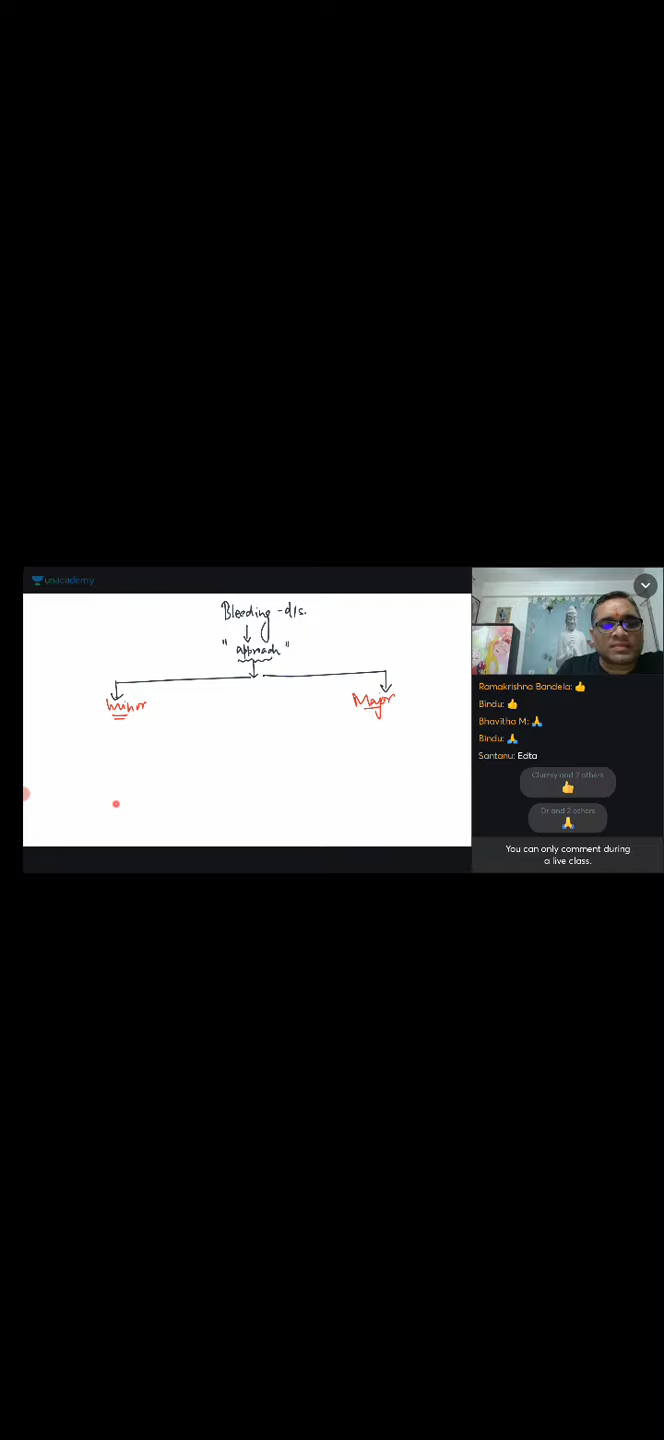 unacademy
Bleeding - d/s.
"approach"
Minor
Major
Ramakrishna Bandela: 👍
Bindu: 👍
Bhavitha M: 🙏
Bindu: 🙏
Santanu: Edta
Clumsy and 2 others
👍
Dr and 2 others
🙏
You can only comment during
a live class.